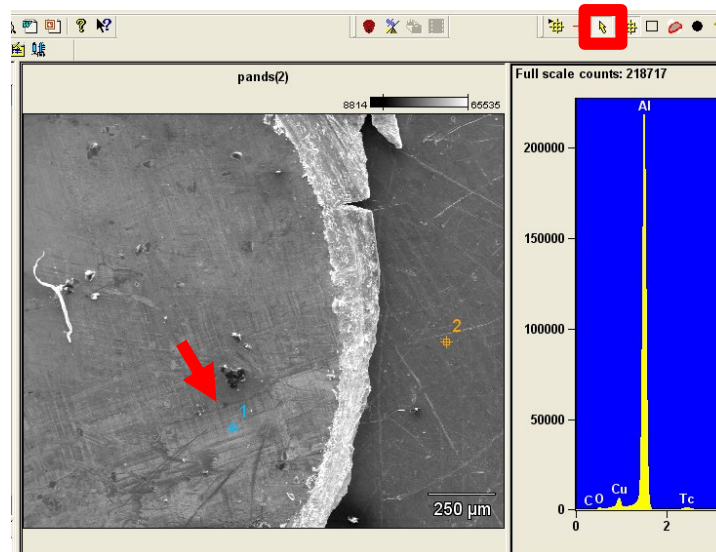 pands(2)
8814 65535
1
2
250 µm
Full scale counts: 218717
Al
200000
150000
100000
50000
0
C O Cu Tc
0 2